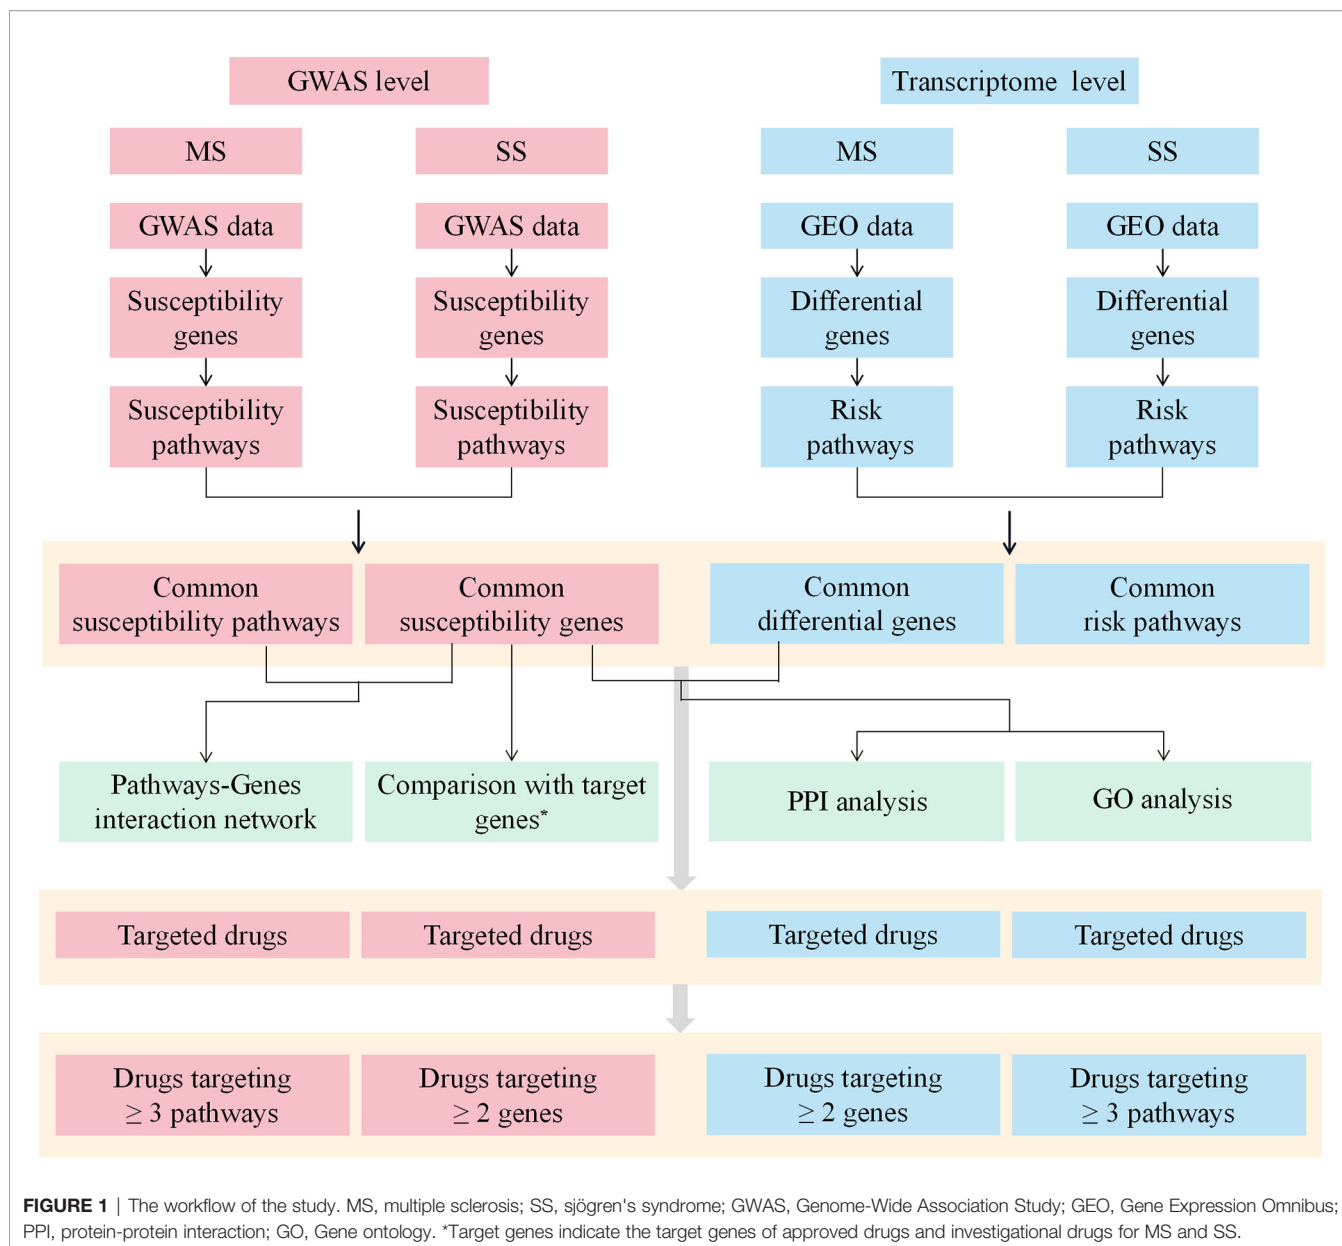 GWAS level
Transcriptome level
MS
SS
MS
SS
GWAS data
GWAS data
GEO data
GEO data
Susceptibility
genes
Susceptibility
genes
Differential
genes
Differential
genes
Susceptibility
pathways
Susceptibility
pathways
Risk
pathways
Risk
pathways
Common
susceptibility pathways
Common
susceptibility genes
Common
differential genes
Common
risk pathways
Pathways-Genes
interaction network
Comparison with target
genes*
PPI analysis
GO analysis
Targeted drugs
Targeted drugs
Targeted drugs
Targeted drugs
Drugs targeting
≥ 3 pathways
Drugs targeting
≥ 2 genes
Drugs targeting
≥ 2 genes
Drugs targeting
≥ 3 pathways
FIGURE 1 | The workflow of the study. MS, multiple sclerosis; SS, sjögren's syndrome; GWAS, Genome-Wide Association Study; GEO, Gene Expression Omnibus;
PPI, protein-protein interaction; GO, Gene ontology. *Target genes indicate the target genes of approved drugs and investigational drugs for MS and SS.